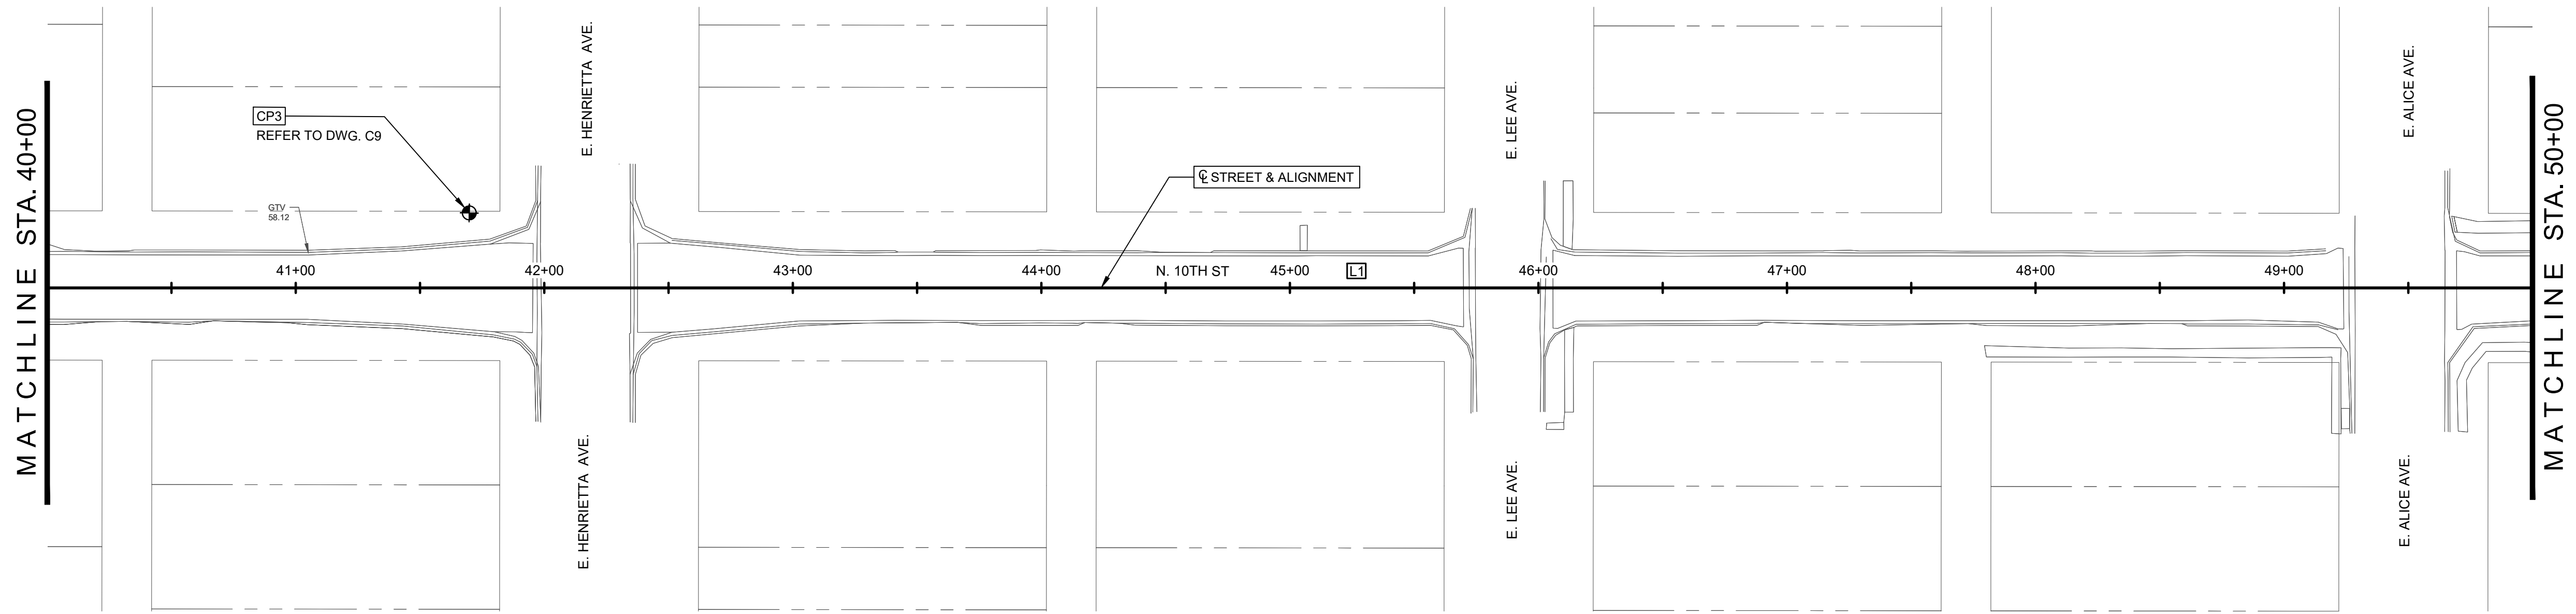 MATCHLINE STA. 40+00
CP3
REFER TO DWG. C9
GTV
58.12
E. HENRIETTA AVE.
℄ STREET & ALIGNMENT
E. LEE AVE.
E. ALICE AVE.
41+00
42+00
43+00
44+00
N. 10TH ST
45+00
L1
46+00
47+00
48+00
49+00
E. HENRIETTA AVE.
E. LEE AVE.
E. ALICE AVE.
MATCHLINE STA. 50+00